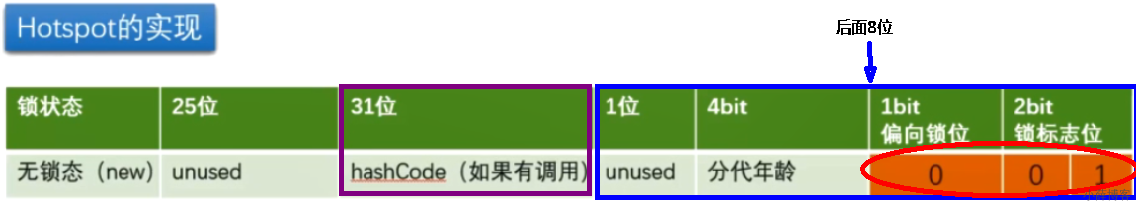 Hotspot的实现
后面8位
锁状态 25位 31位 1位 4bit 1bit 2bit
偏向锁位 锁标志位
无锁态（new） unused hashCode（如果有调用） unused 分代年龄 0 0 1